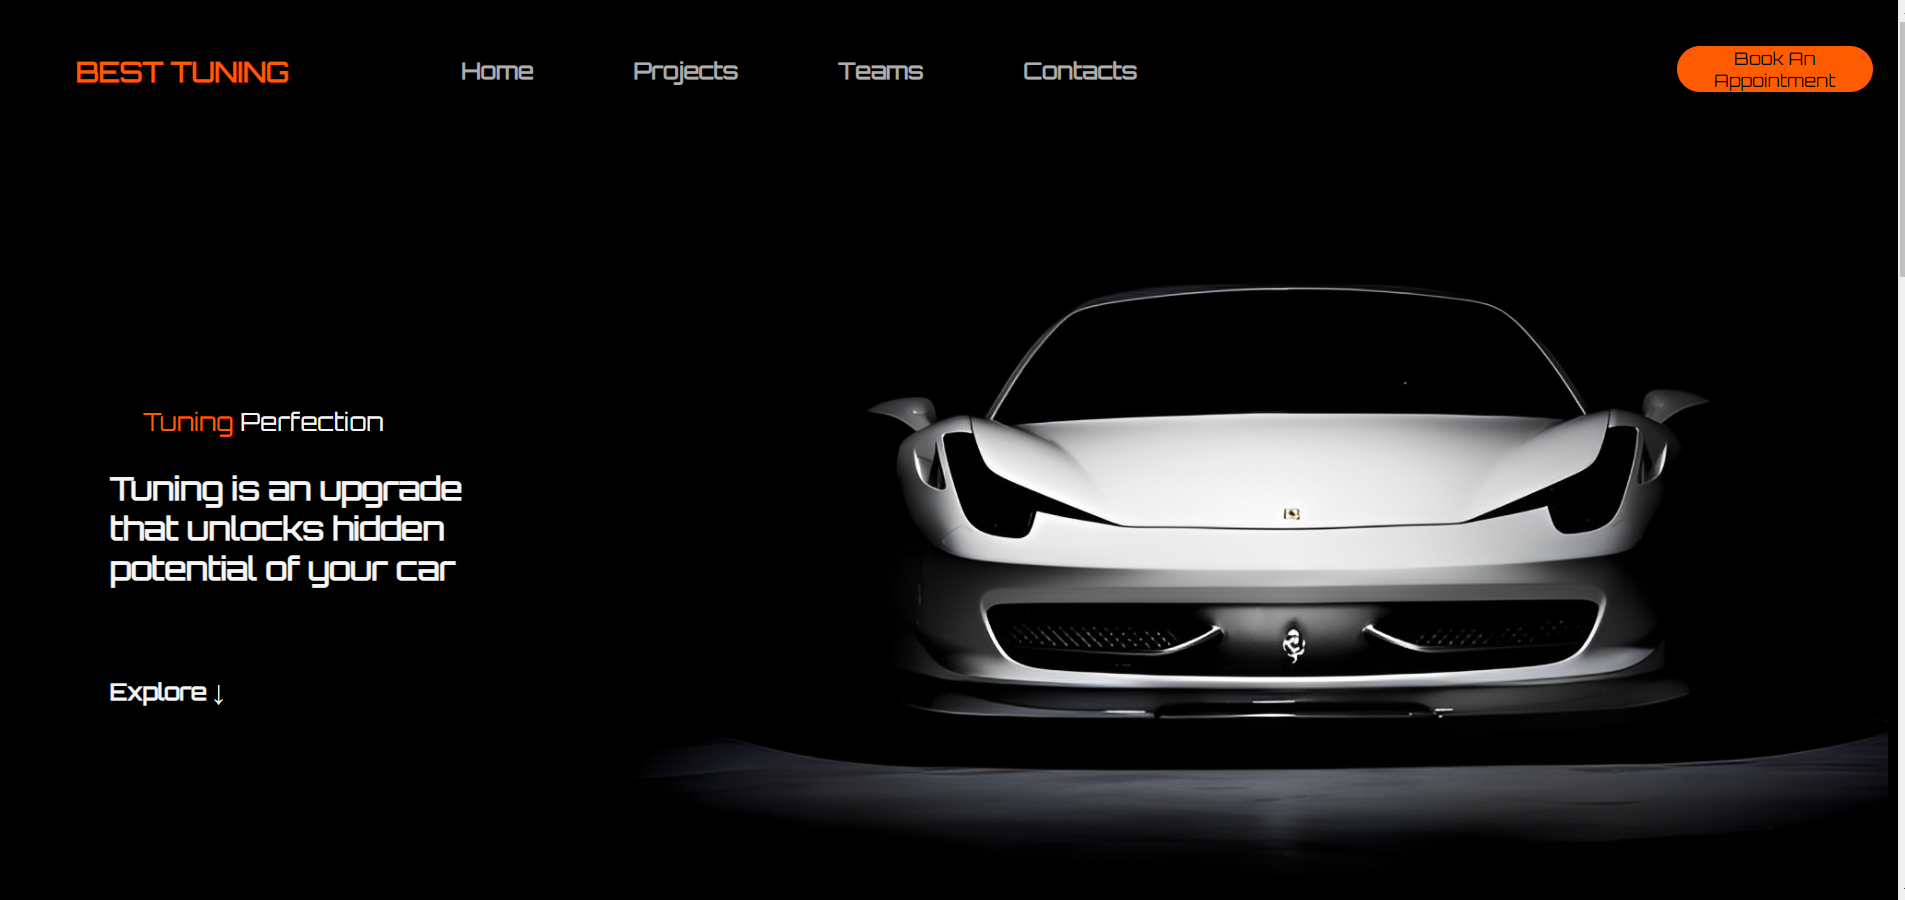 BEST TUNING
Home
Projects
Teams
Contacts
Book An
Appointment
Tuning Perfection
Tuning is an upgrade
that unlocks hidden
potential of your car
Explore ↓